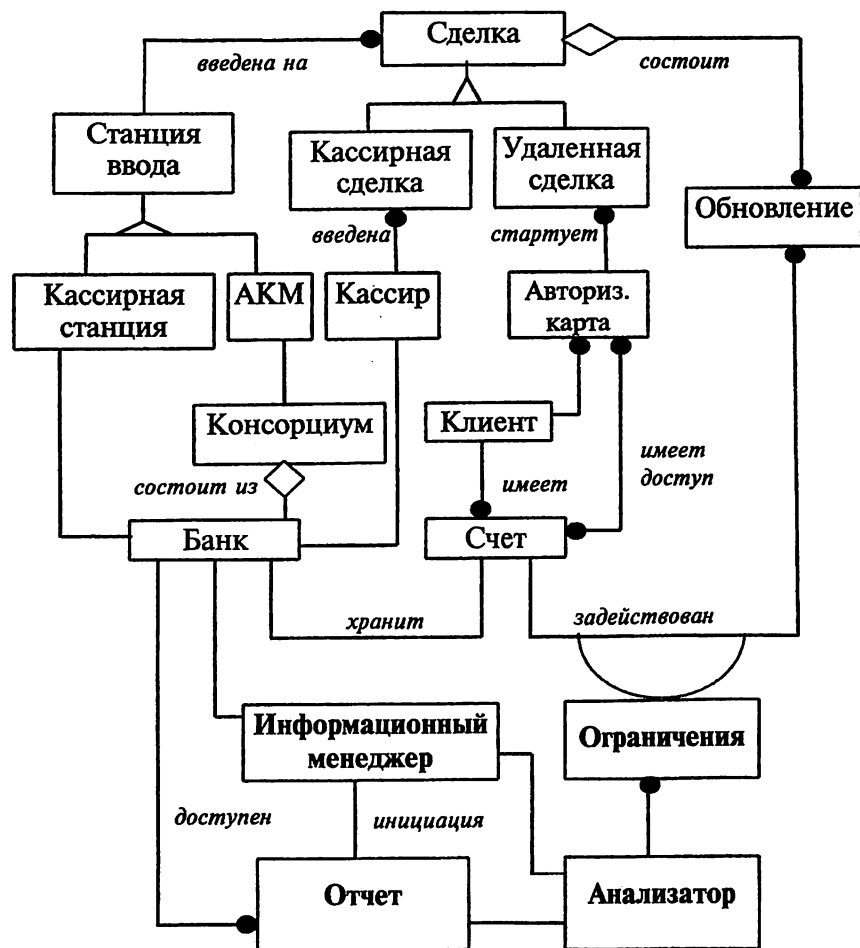 Сделка
введена на
состоит
Станция
ввода
Кассирная
сделка
Удаленная
сделка
Обновление
введена
стартует
Кассирная
станция
АКМ
Кассир
Авториз.
карта
Консорциум
Клиент
имеет
доступ
состоит из
имеет
Банк
Счет
хранит
задействован
Информационный
менеджер
Ограничения
доступен
инициация
Отчет
Анализатор